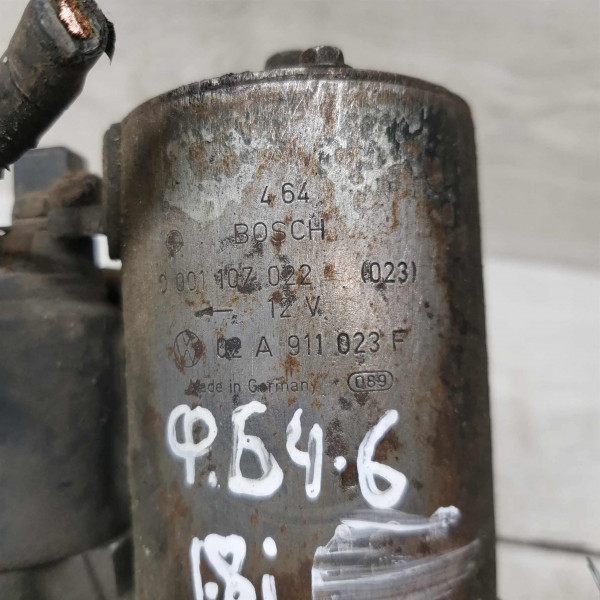 464
BOSCH
0 001 107 022 - (023)
12 V
02 A 911 023 F
Made in Germany 089
Ф.Б4.6
1.8i